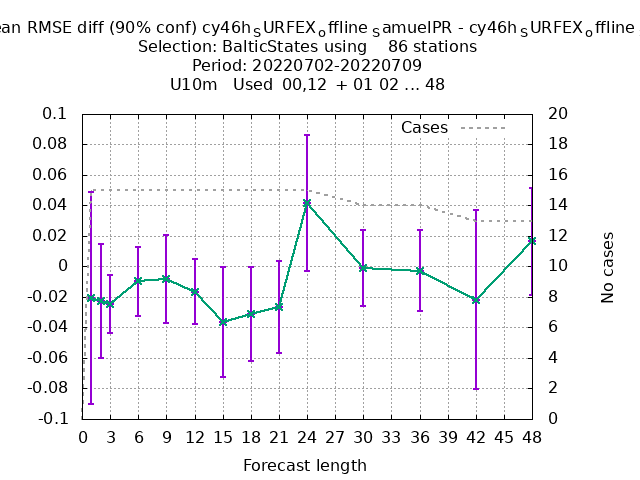 ean RMSE diff (90% conf) cy46h_SURFEX_offline_SamuelPR - cy46h_SURFEX_offline
Selection: BalticStates using 86 stations
Period: 20220702-20220709
U10m Used 00,12 + 01 02 ... 48
Cases
0.1
0.08
0.06
0.04
0.02
0
-0.02
-0.04
-0.06
-0.08
-0.1
20
18
16
14
12
10
8
6
4
2
0
No cases
0 3 6 9 12 15 18 21 24 27 30 33 36 39 42 45 48
Forecast length